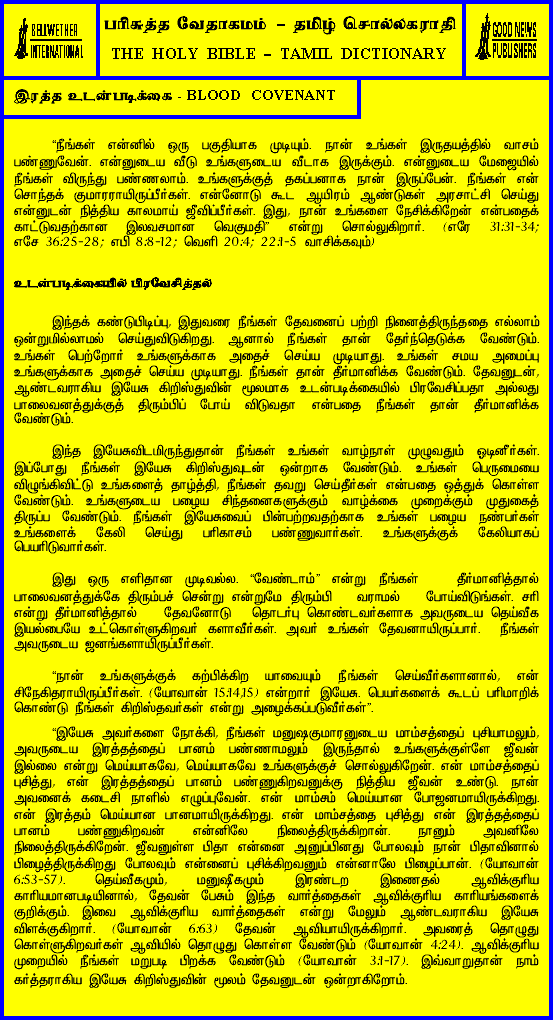 BELLWETHER
INTERNATIONAL
பரிசுத்த வேதாகமம் – தமிழ் சொல்லகராதி
THE HOLY BIBLE – TAMIL DICTIONARY
GOOD NEWS
PUBLISHERS
இரத்த உடன்படிக்கை - BLOOD COVENANT
“நீங்கள் என்னில் ஒரு பகுதியாக முடியும். நான் உங்கள் இருதயத்தில் வாசம்
பண்ணுவேன். என்னுடைய வீடு உங்களுடைய வீடாக இருக்கும். என்னுடைய மேஜையில்
நீங்கள் விருந்து பண்ணலாம். உங்களுக்குத் தகப்பனாக நான் இருப்பேன். நீங்கள் என்
சொந்தக் குமாரராயிருப்பீர்கள். என்னோடு கூட ஆயிரம் ஆண்டுகள் அரசாட்சி செய்து
என்னுடன் நித்திய காலமாய் ஜீவிப்பீர்கள். இது, நான் உங்களை நேசிக்கிறேன் என்பதைக்
காட்டுவதற்கான இலவசமான வெகுமதி” என்று சொல்லுகிறார். (எரே 31:31-34;
எசே 36:25-28; எபி 8:8-12; வெளி 20:4; 22:1-5 வாசிக்கவும்)
உடன்படிக்கையில் பிரவேசித்தல்
இந்தக் கண்டுபிடிப்பு, இதுவரை நீங்கள் தேவனைப் பற்றி நினைத்திருந்ததை எல்லாம்
ஒன்றுமில்லாமல் செய்துவிடுகிறது. ஆனால் நீங்கள் தான் தேர்ந்தெடுக்க வேண்டும்.
உங்கள் பெற்றோர் உங்களுக்காக அதைச் செய்ய முடியாது. உங்கள் சமய அமைப்பு
உங்களுக்காக அதைச் செய்ய முடியாது. நீங்கள் தான் தீர்மானிக்க வேண்டும். தேவனுடன்,
ஆண்டவராகிய இயேசு கிறிஸ்துவின் மூலமாக உடன்படிக்கையில் பிரவேசிப்பதா அல்லது
பாலைவனத்துக்குத் திரும்பிப் போய் விடுவதா என்பதை நீங்கள் தான் தீர்மானிக்க
வேண்டும்.
இந்த இயேசுவிடமிருந்துதான் நீங்கள் உங்கள் வாழ்நாள் முழுவதும் ஓடினீர்கள்.
இப்போது நீங்கள் இயேசு கிறிஸ்துவுடன் ஒன்றாக வேண்டும். உங்கள் பெருமையை
விழுங்கிவிட்டு உங்களைத் தாழ்த்தி, நீங்கள் தவறு செய்தீர்கள் என்பதை ஒத்துக் கொள்ள
வேண்டும். உங்களுடைய பழைய சிந்தனைகளுக்கும் வாழ்க்கை முறைக்கும் முதுகைத்
திருப்ப வேண்டும். நீங்கள் இயேசுவைப் பின்பற்றவதற்காக உங்கள் பழைய நண்பர்கள்
உங்களைக் கேலி செய்து பரிகாசம் பண்ணுவார்கள். உங்களுக்குக் கேலியாகப்
பெயரிடுவார்கள்.
இது ஒரு எளிதான முடிவல்ல. “வேண்டாம்” என்று நீங்கள் தீர்மானித்தால்
பாலைவனத்துக்கே திரும்பச் சென்று என்றுமே திரும்பி வராமல் போய்விடுங்கள். சரி
என்று தீர்மானித்தால் தேவனோடு தொடர்பு கொண்டவர்களாக அவருடைய தெய்வீக
இயல்பையே உட்கொள்ளுகிறவர் களாவீர்கள். அவர் உங்கள் தேவனாயிருப்பார். நீங்கள்
அவருடைய ஜனங்களாயிருப்பீர்கள்.
“நான் உங்களுக்குக் கற்பிக்கிற யாவையும் நீங்கள் செய்வீர்களானால், என்
சிநேகிதராயிருப்பீர்கள். (யோவான் 15:14,15) என்றார் இயேசு. பெயர்களைக் கூடப் பரிமாறிக்
கொண்டு நீங்கள் கிறிஸ்தவர்கள் என்று அழைக்கப்படுவீர்கள்”.
“இயேசு அவர்களை நோக்கி, நீங்கள் மனுஷகுமாரனுடைய மாம்சத்தைப் புசியாமலும்,
அவருடைய இரத்தத்தைப் பானம் பண்ணாமலும் இருந்தால் உங்களுக்குள்ளே ஜீவன்
இல்லை என்று மெய்யாகவே, மெய்யாகவே உங்களுக்குச் சொல்லுகிறேன். என் மாம்சத்தைப்
புசித்து, என் இரத்தத்தைப் பானம் பண்ணுகிறவனுக்கு நித்திய ஜீவன் உண்டு. நான்
அவனைக் கடைசி நாளில் எழுப்புவேன். என் மாம்சம் மெய்யான போஜனமாயிருக்கிறது.
என் இரத்தம் மெய்யான பானமாயிருக்கிறது. என் மாம்சத்தை புசித்து என் இரத்தத்தைப்
பானம் பண்ணுகிறவன் என்னிலே நிலைத்திருக்கிறான். நானும் அவனிலே
நிலைத்திருக்கிறேன். ஜீவனுள்ள பிதா என்னை அனுப்பினது போலவும் நான் பிதாவினால்
பிழைத்திருக்கிறது போலவும் என்னைப் புசிக்கிறவனும் என்னாலே பிழைப்பான். (யோவான்
6:53-57). தெய்வீகமும், மனுஷீகமும் இரண்டற இணைதல் ஆவிக்குரிய
காரியமானபடியினால், தேவன் பேசும் இந்த வார்த்தைகள் ஆவிக்குரிய காரியங்களைக்
குறிக்கும். இவை ஆவிக்குரிய வார்த்தைகள் என்று மேலும் ஆண்டவராகிய இயேசு
விளக்குகிறார். (யோவான் 6:63) தேவன் ஆவியாயிருக்கிறார். அவரைத் தொழுது
கொள்ளுகிறவர்கள் ஆவியில் தொழுது கொள்ள வேண்டும் (யோவான் 4:24). ஆவிக்குரிய
முறையில் நீங்கள் மறுபடி பிறக்க வேண்டும் (யோவான் 3:1-17). இவ்வாறுதான் நாம்
கர்த்தராகிய இயேசு கிறிஸ்துவின் மூலம் தேவனுடன் ஒன்றாகிறோம்.